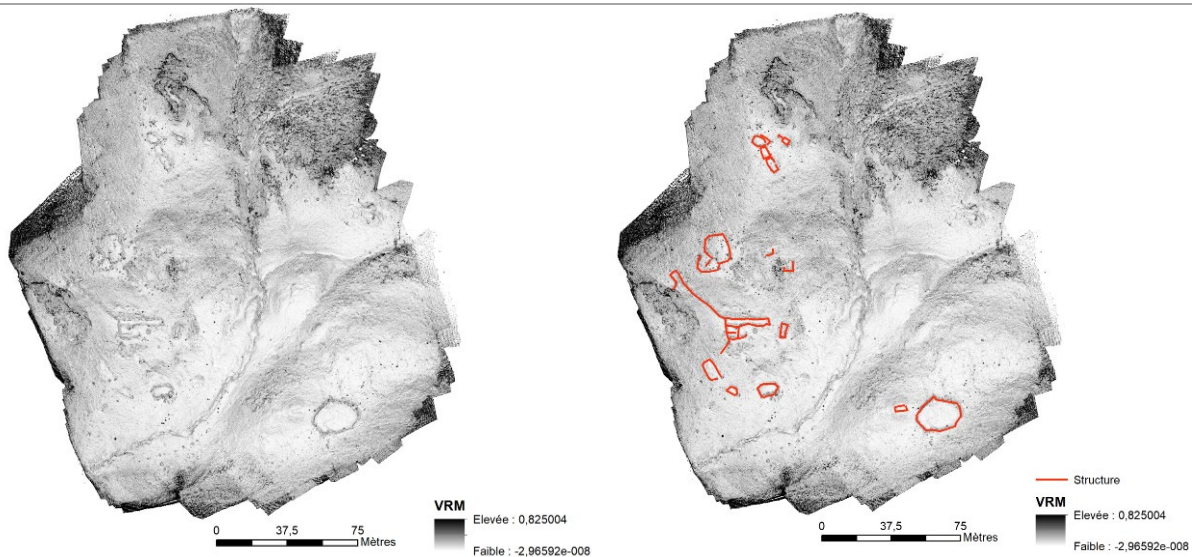 VRM
Elevée : 0,825004
Faible : -2,96592e-008
0 37,5 75
Mètres
Structure
VRM
Elevée : 0,825004
Faible : -2,96592e-008
0 37,5 75
Mètres